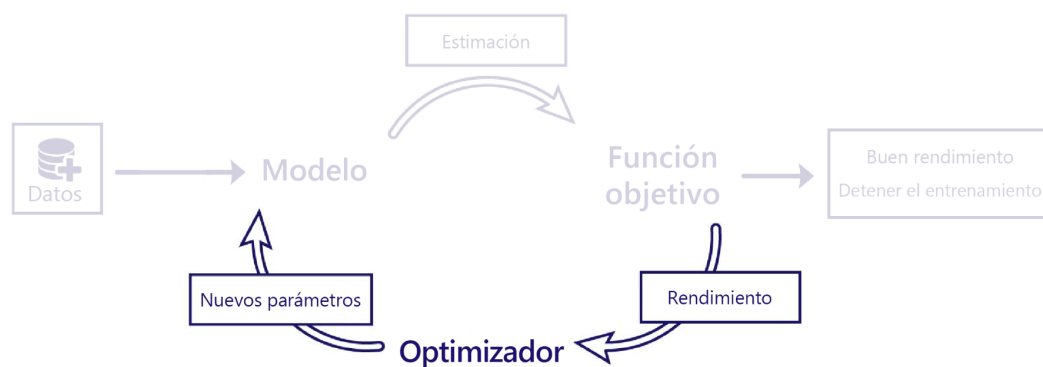 Estimación
Datos
Modelo
Función
objetivo
Buen rendimiento
Detener el entrenamiento
Nuevos parámetros
Rendimiento
Optimizador